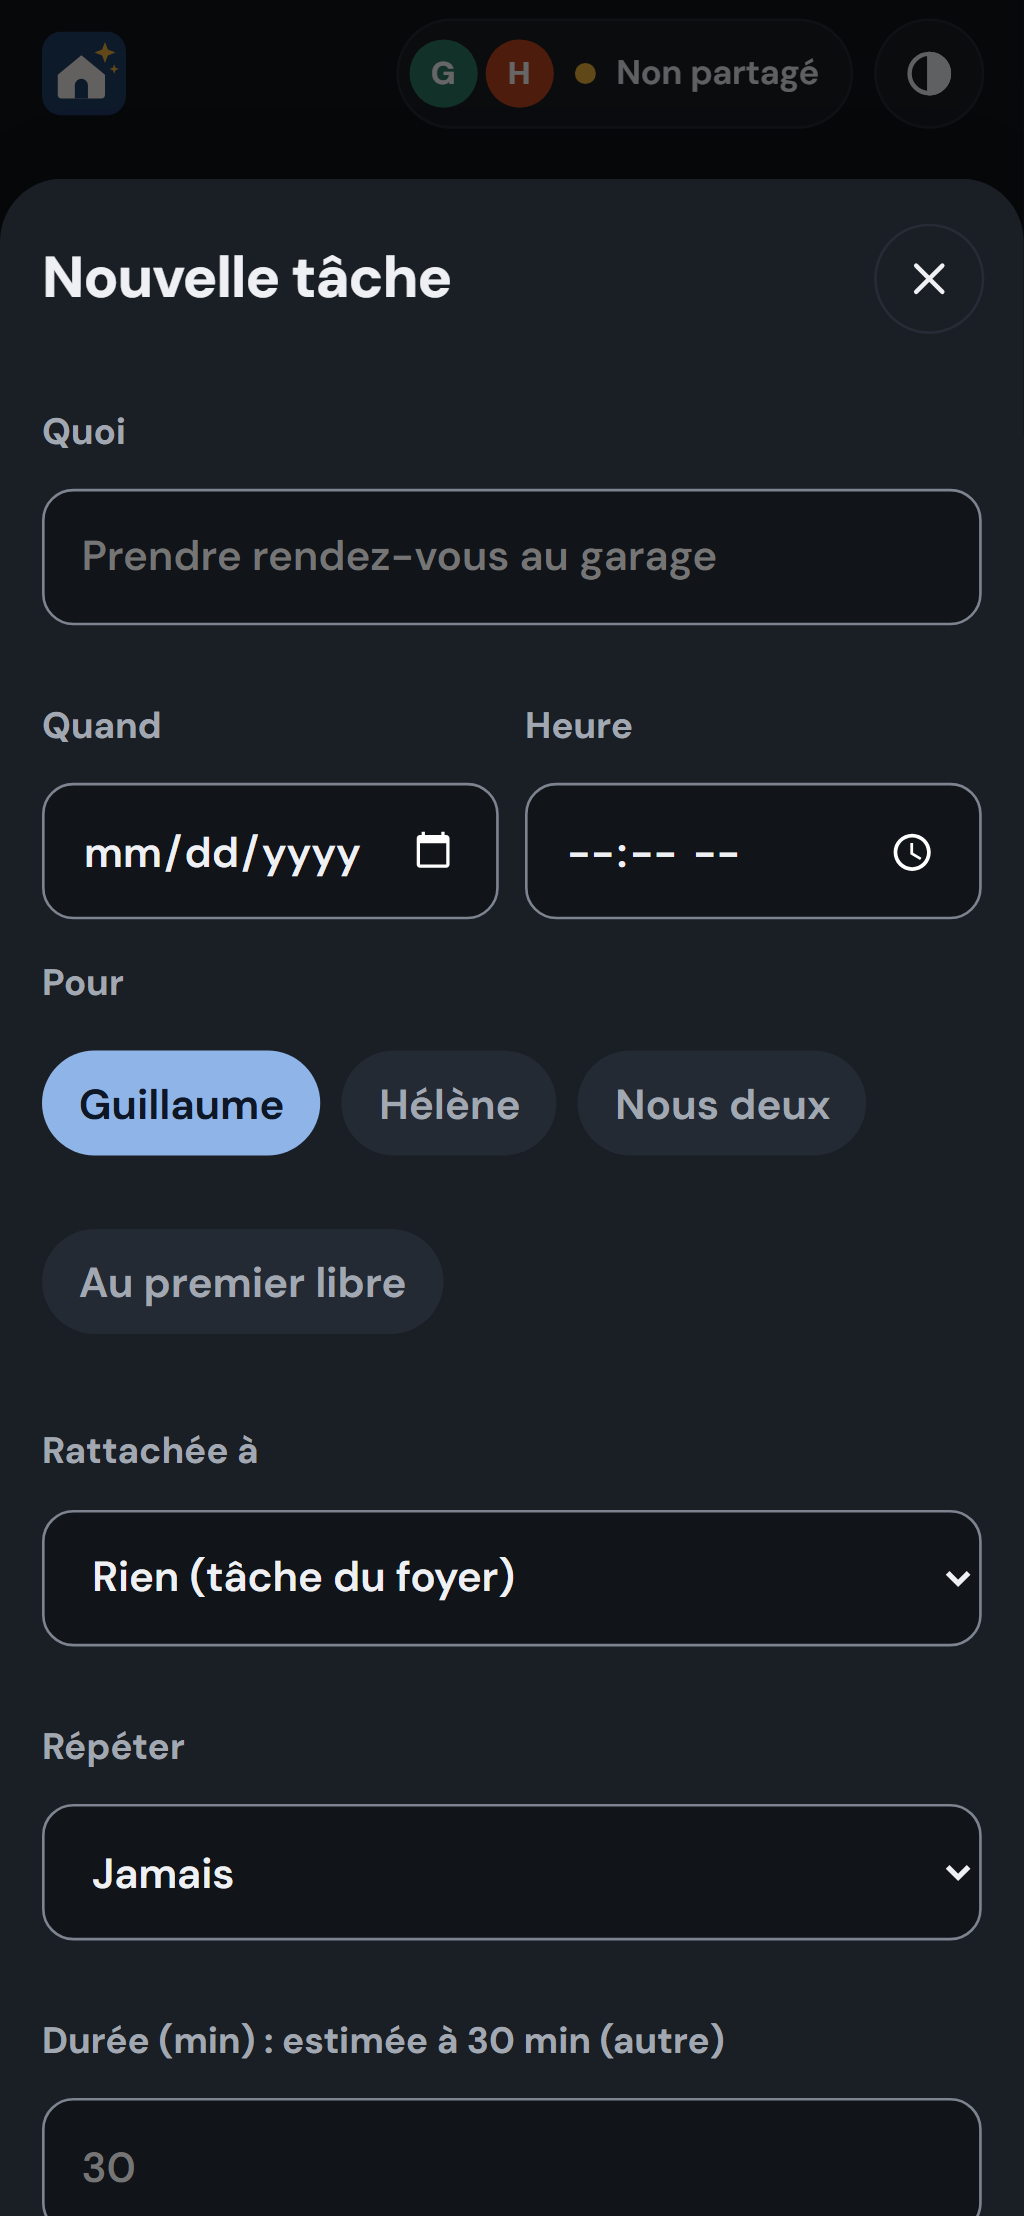 G H Non partagé
Nouvelle tâche
Quoi
Prendre rendez-vous au garage
Quand Heure
mm/dd/yyyy --:-- --
Pour
Guillaume Hélène Nous deux
Au premier libre
Rattachée à
Rien (tâche du foyer)
Répéter
Jamais
Durée (min) : estimée à 30 min (autre)
30